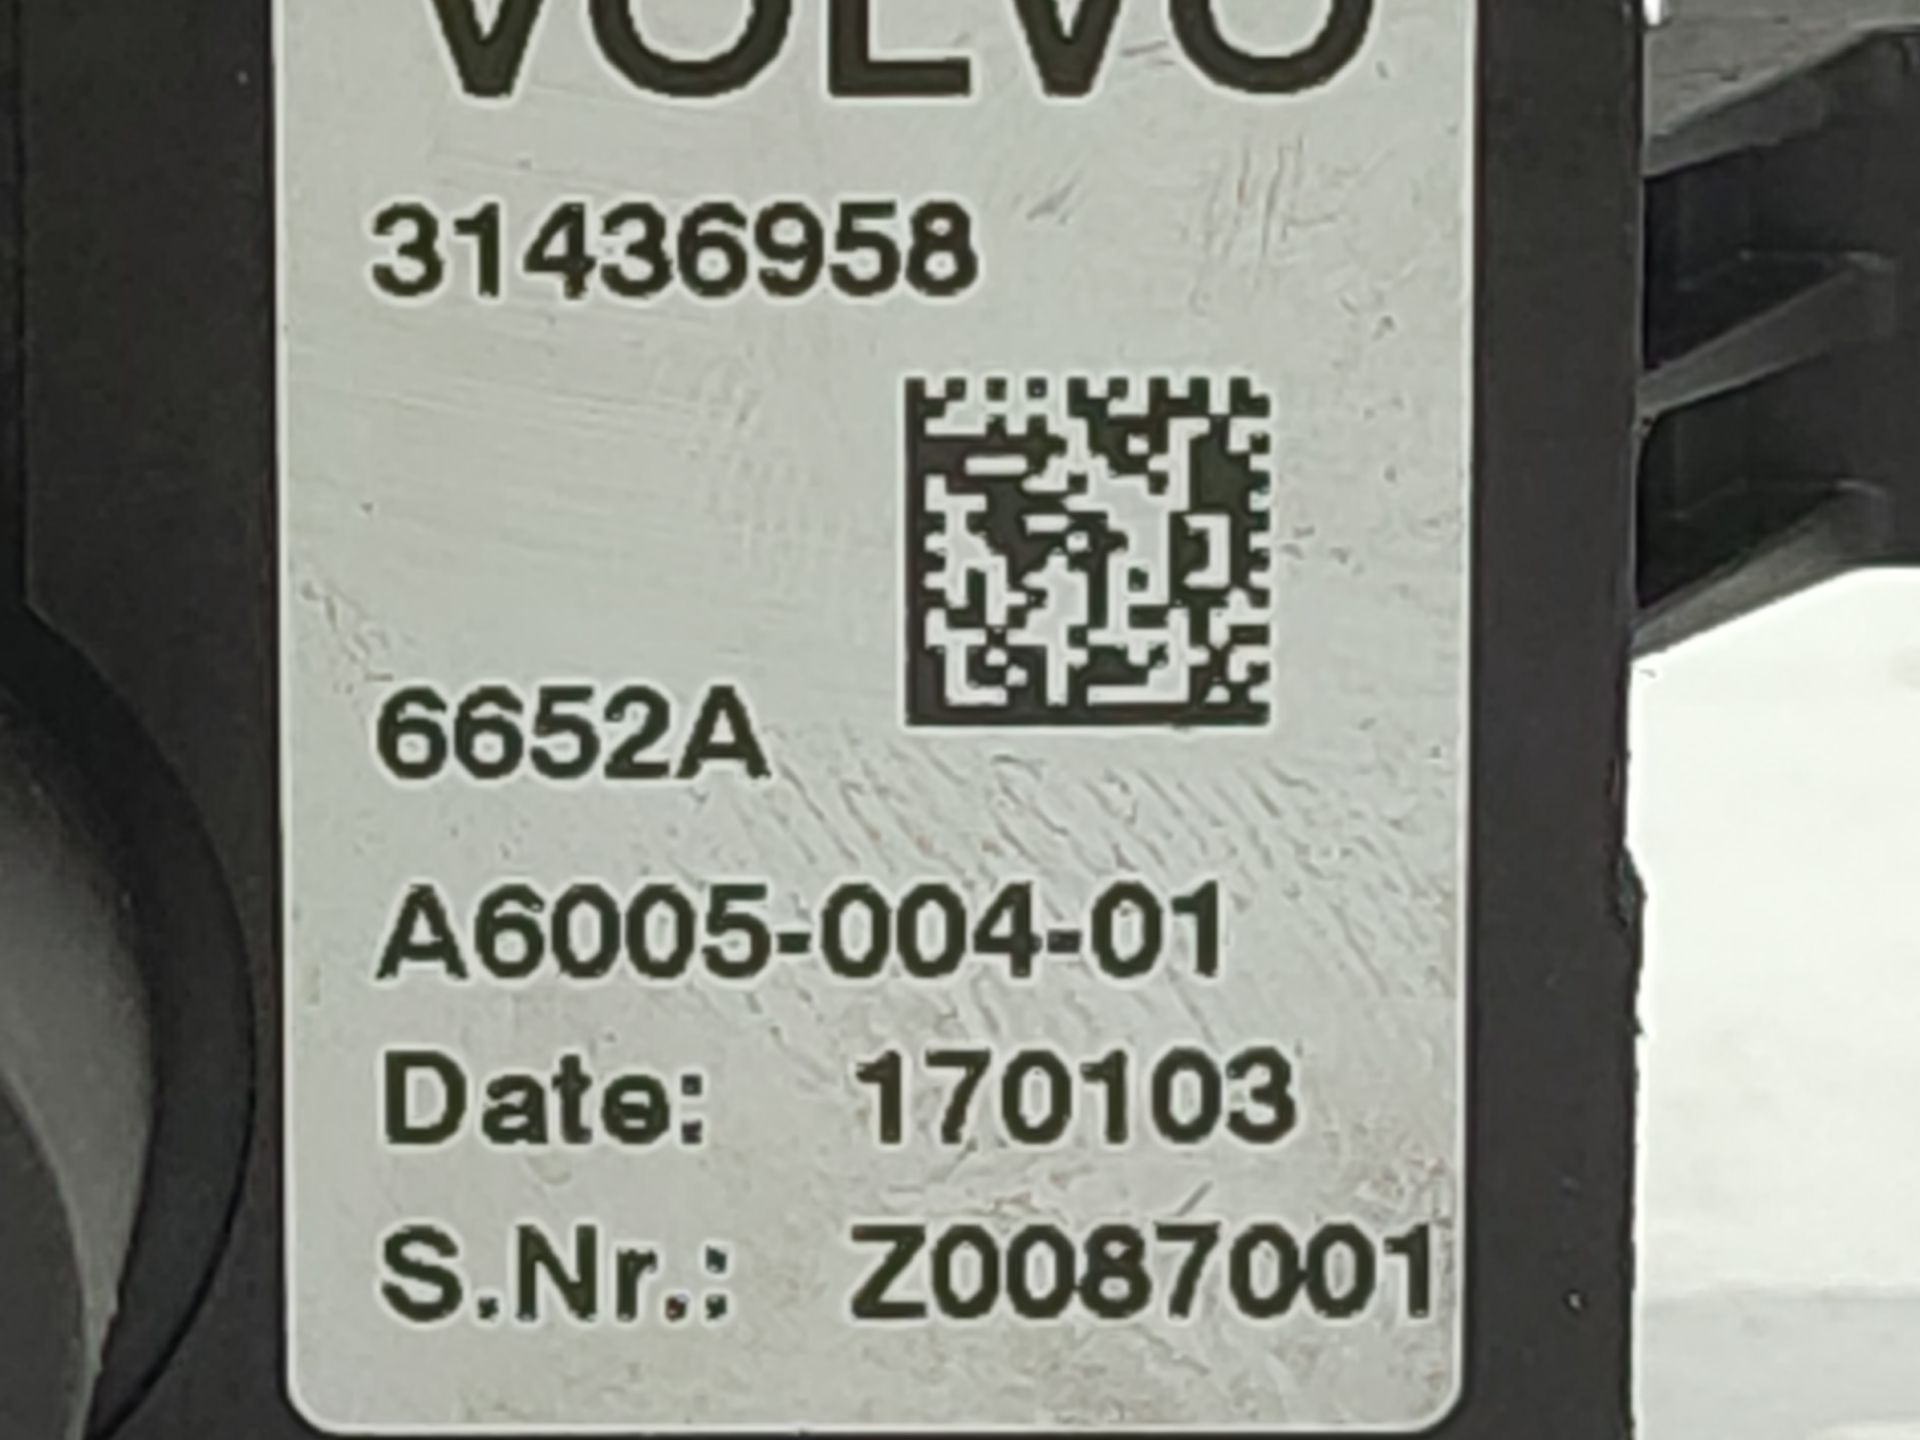 VOLVO
31436958
6652A
A6005-004-01
Date: 170103
S.Nr.: Z0087001